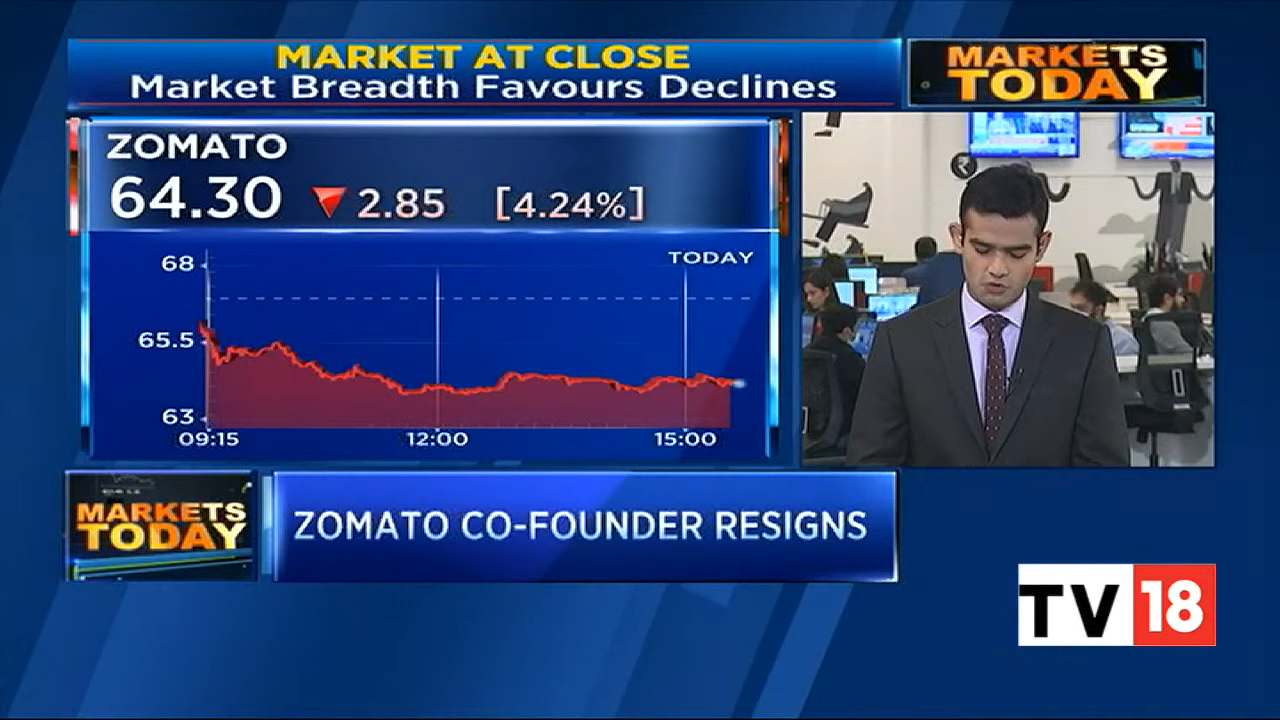 MARKET AT CLOSE
Market Breadth Favours Declines
MARKETS
TODAY
ZOMATO
64.30 ▼ 2.85 [4.24%]
TODAY
68
65.5
63
09:15 12:00 15:00
₹
MARKETS
TODAY
ZOMATO CO-FOUNDER RESIGNS
TV18